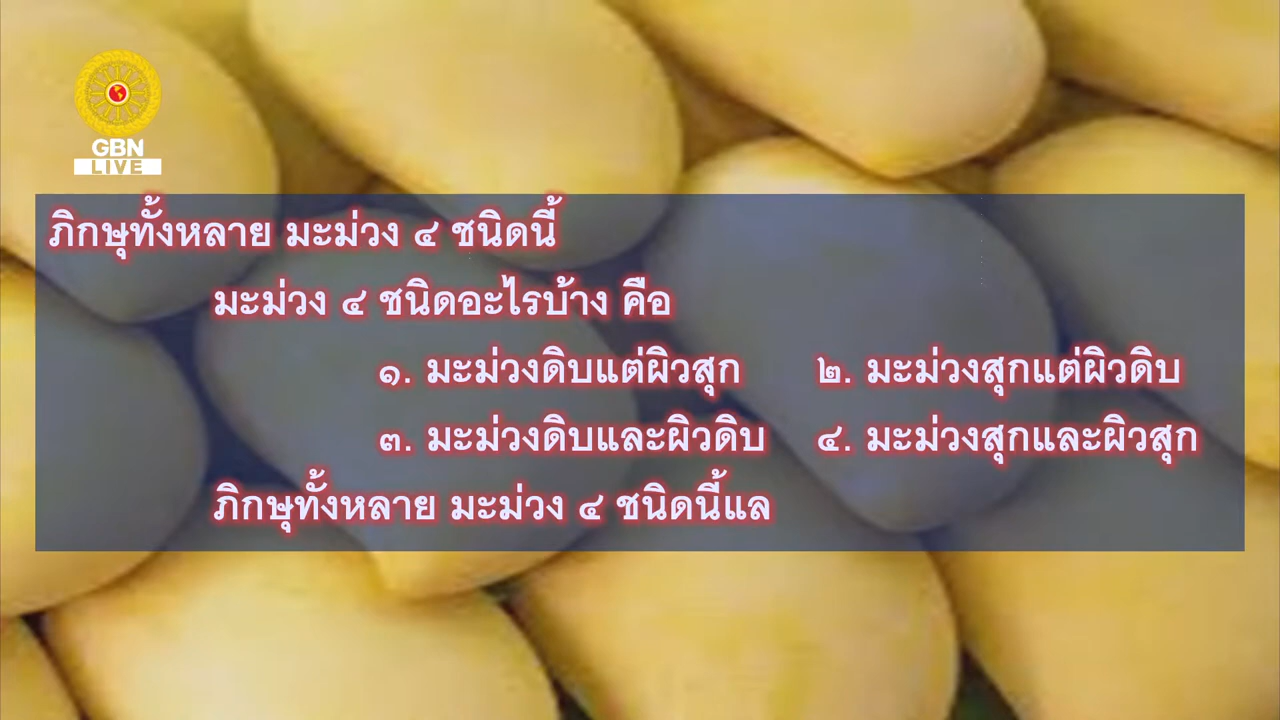 GBN
LIVE
ภิกษุทั้งหลาย มะม่วง ๔ ชนิดนี้
มะม่วง ๔ ชนิดอะไรบ้าง คือ
๑. มะม่วงดิบแต่ผิวสุก ๒. มะม่วงสุกแต่ผิวดิบ
๓. มะม่วงดิบและผิวดิบ ๔. มะม่วงสุกและผิวสุก
ภิกษุทั้งหลาย มะม่วง ๔ ชนิดนี้แล